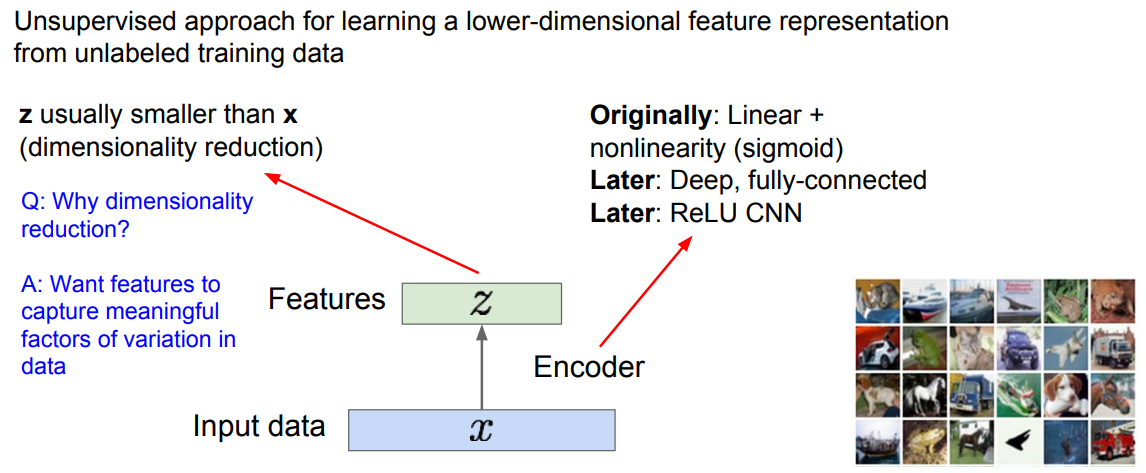 Unsupervised approach for learning a lower-dimensional feature representation
from unlabeled training data
z usually smaller than x
(dimensionality reduction)
Originally: Linear +
nonlinearity (sigmoid)
Later: Deep, fully-connected
Later: ReLU CNN
Q: Why dimensionality
reduction?
A: Want features to
capture meaningful
factors of variation in
data
Features
z
Encoder
Input data
x